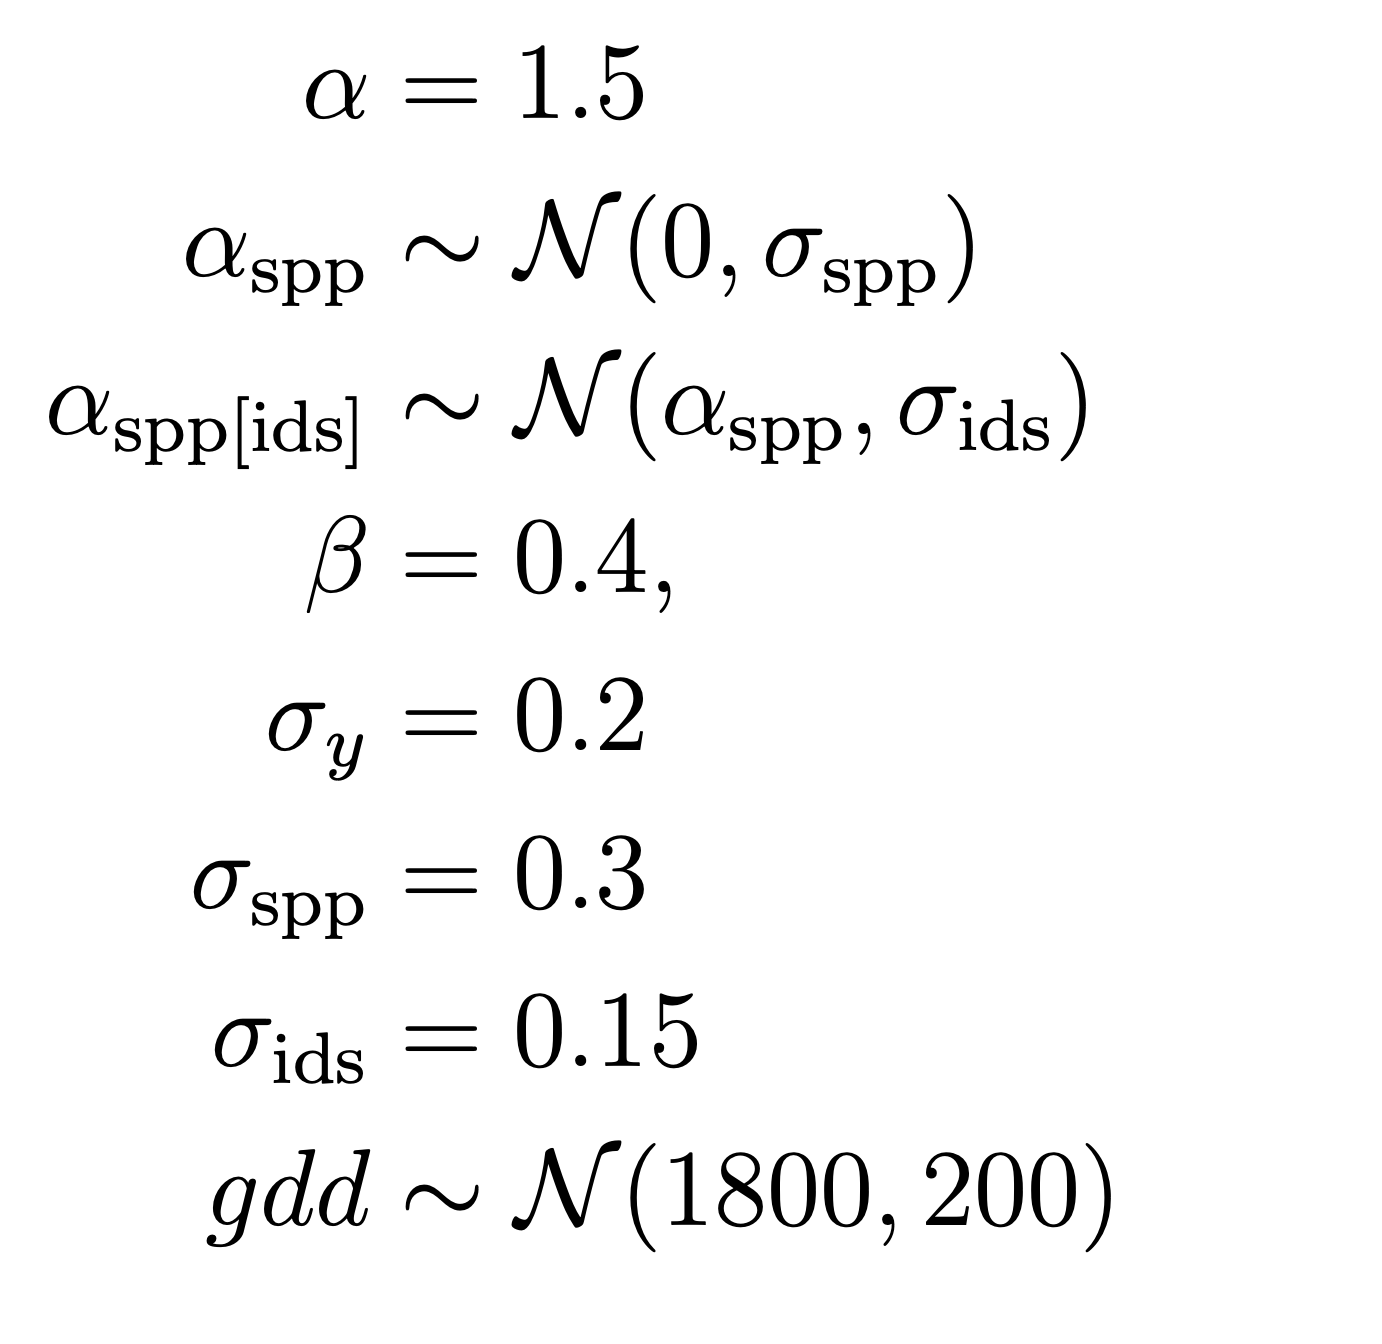 α = 1.5
α_spp ∼ 𝒩(0, σ_spp)
α_spp[ids] ∼ 𝒩(α_spp, σ_ids)
β = 0.4,
σ_y = 0.2
σ_spp = 0.3
σ_ids = 0.15
gdd ∼ 𝒩(1800, 200)